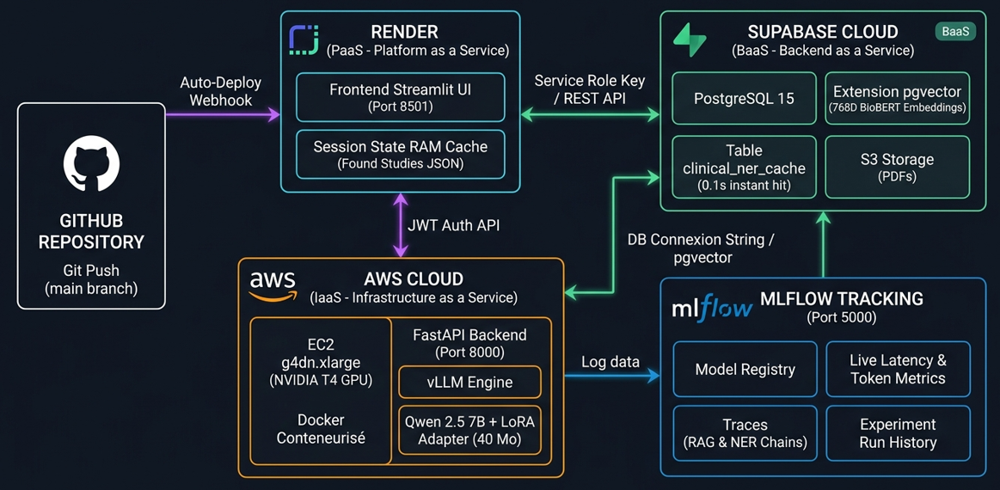 Auto-Deploy
Webhook
GITHUB
REPOSITORY
Git Push
(main branch)
RENDER
(PaaS - Platform as a Service)
Frontend Streamlit UI
(Port 8501)
Session State RAM Cache
(Found Studies JSON)
Service Role Key
/ REST API
SUPABASE CLOUD
BaaS
(BaaS - Backend as a Service)
PostgreSQL 15
Extension pgvector
(768D BioBERT Embeddings)
Table
clinical_ner_cache
(0.1s instant hit)
S3 Storage
(PDFs)
JWT Auth API
DB Connexion String /
pgvector
aws
AWS CLOUD
(IaaS - Infrastructure as a Service)
EC2
g4dn.xlarge
(NVIDIA T4 GPU)
Docker
Conteneurisé
FastAPI Backend
(Port 8000)
vLLM Engine
Qwen 2.5 7B + LoRA
Adapter (40 Mo)
Log data
mlflow
MLFLOW TRACKING
(Port 5000)
Model Registry
Live Latency &
Token Metrics
Traces
(RAG & NER Chains)
Experiment
Run History